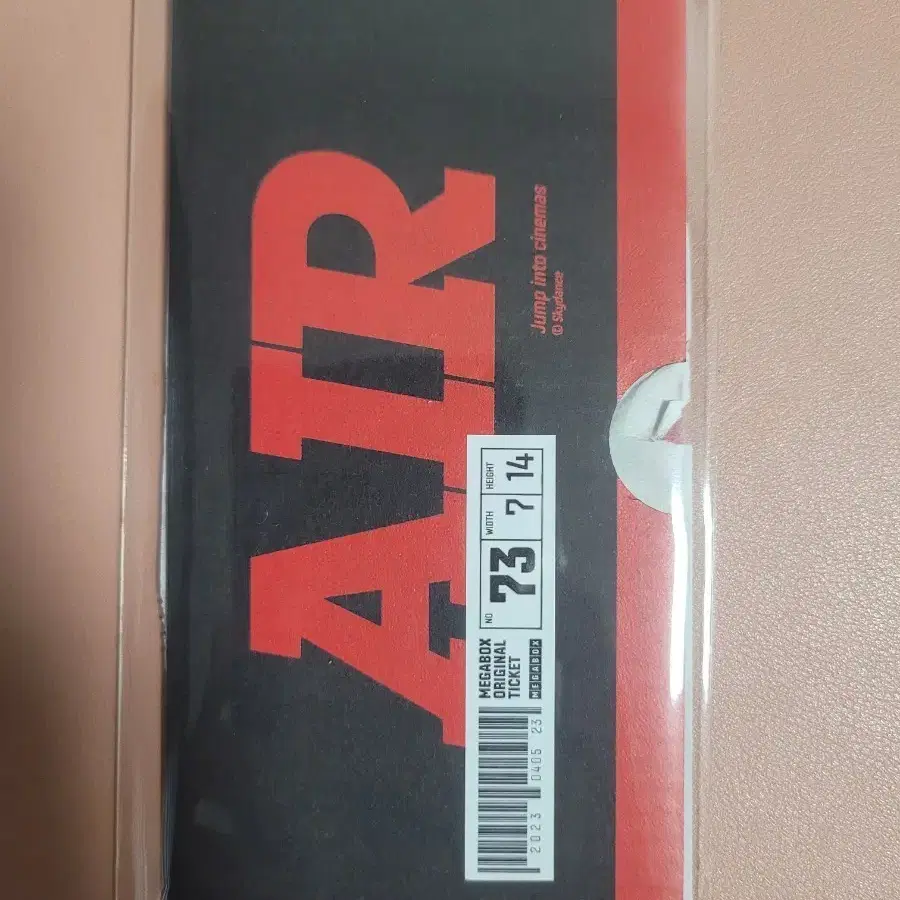 AIR
Jump into cinemas
© Skydance
MEGABOX
ORIGINAL
TICKET
MEGABOX
NO
73
WIDTH
7
HEIGHT
14
2023 0405 23